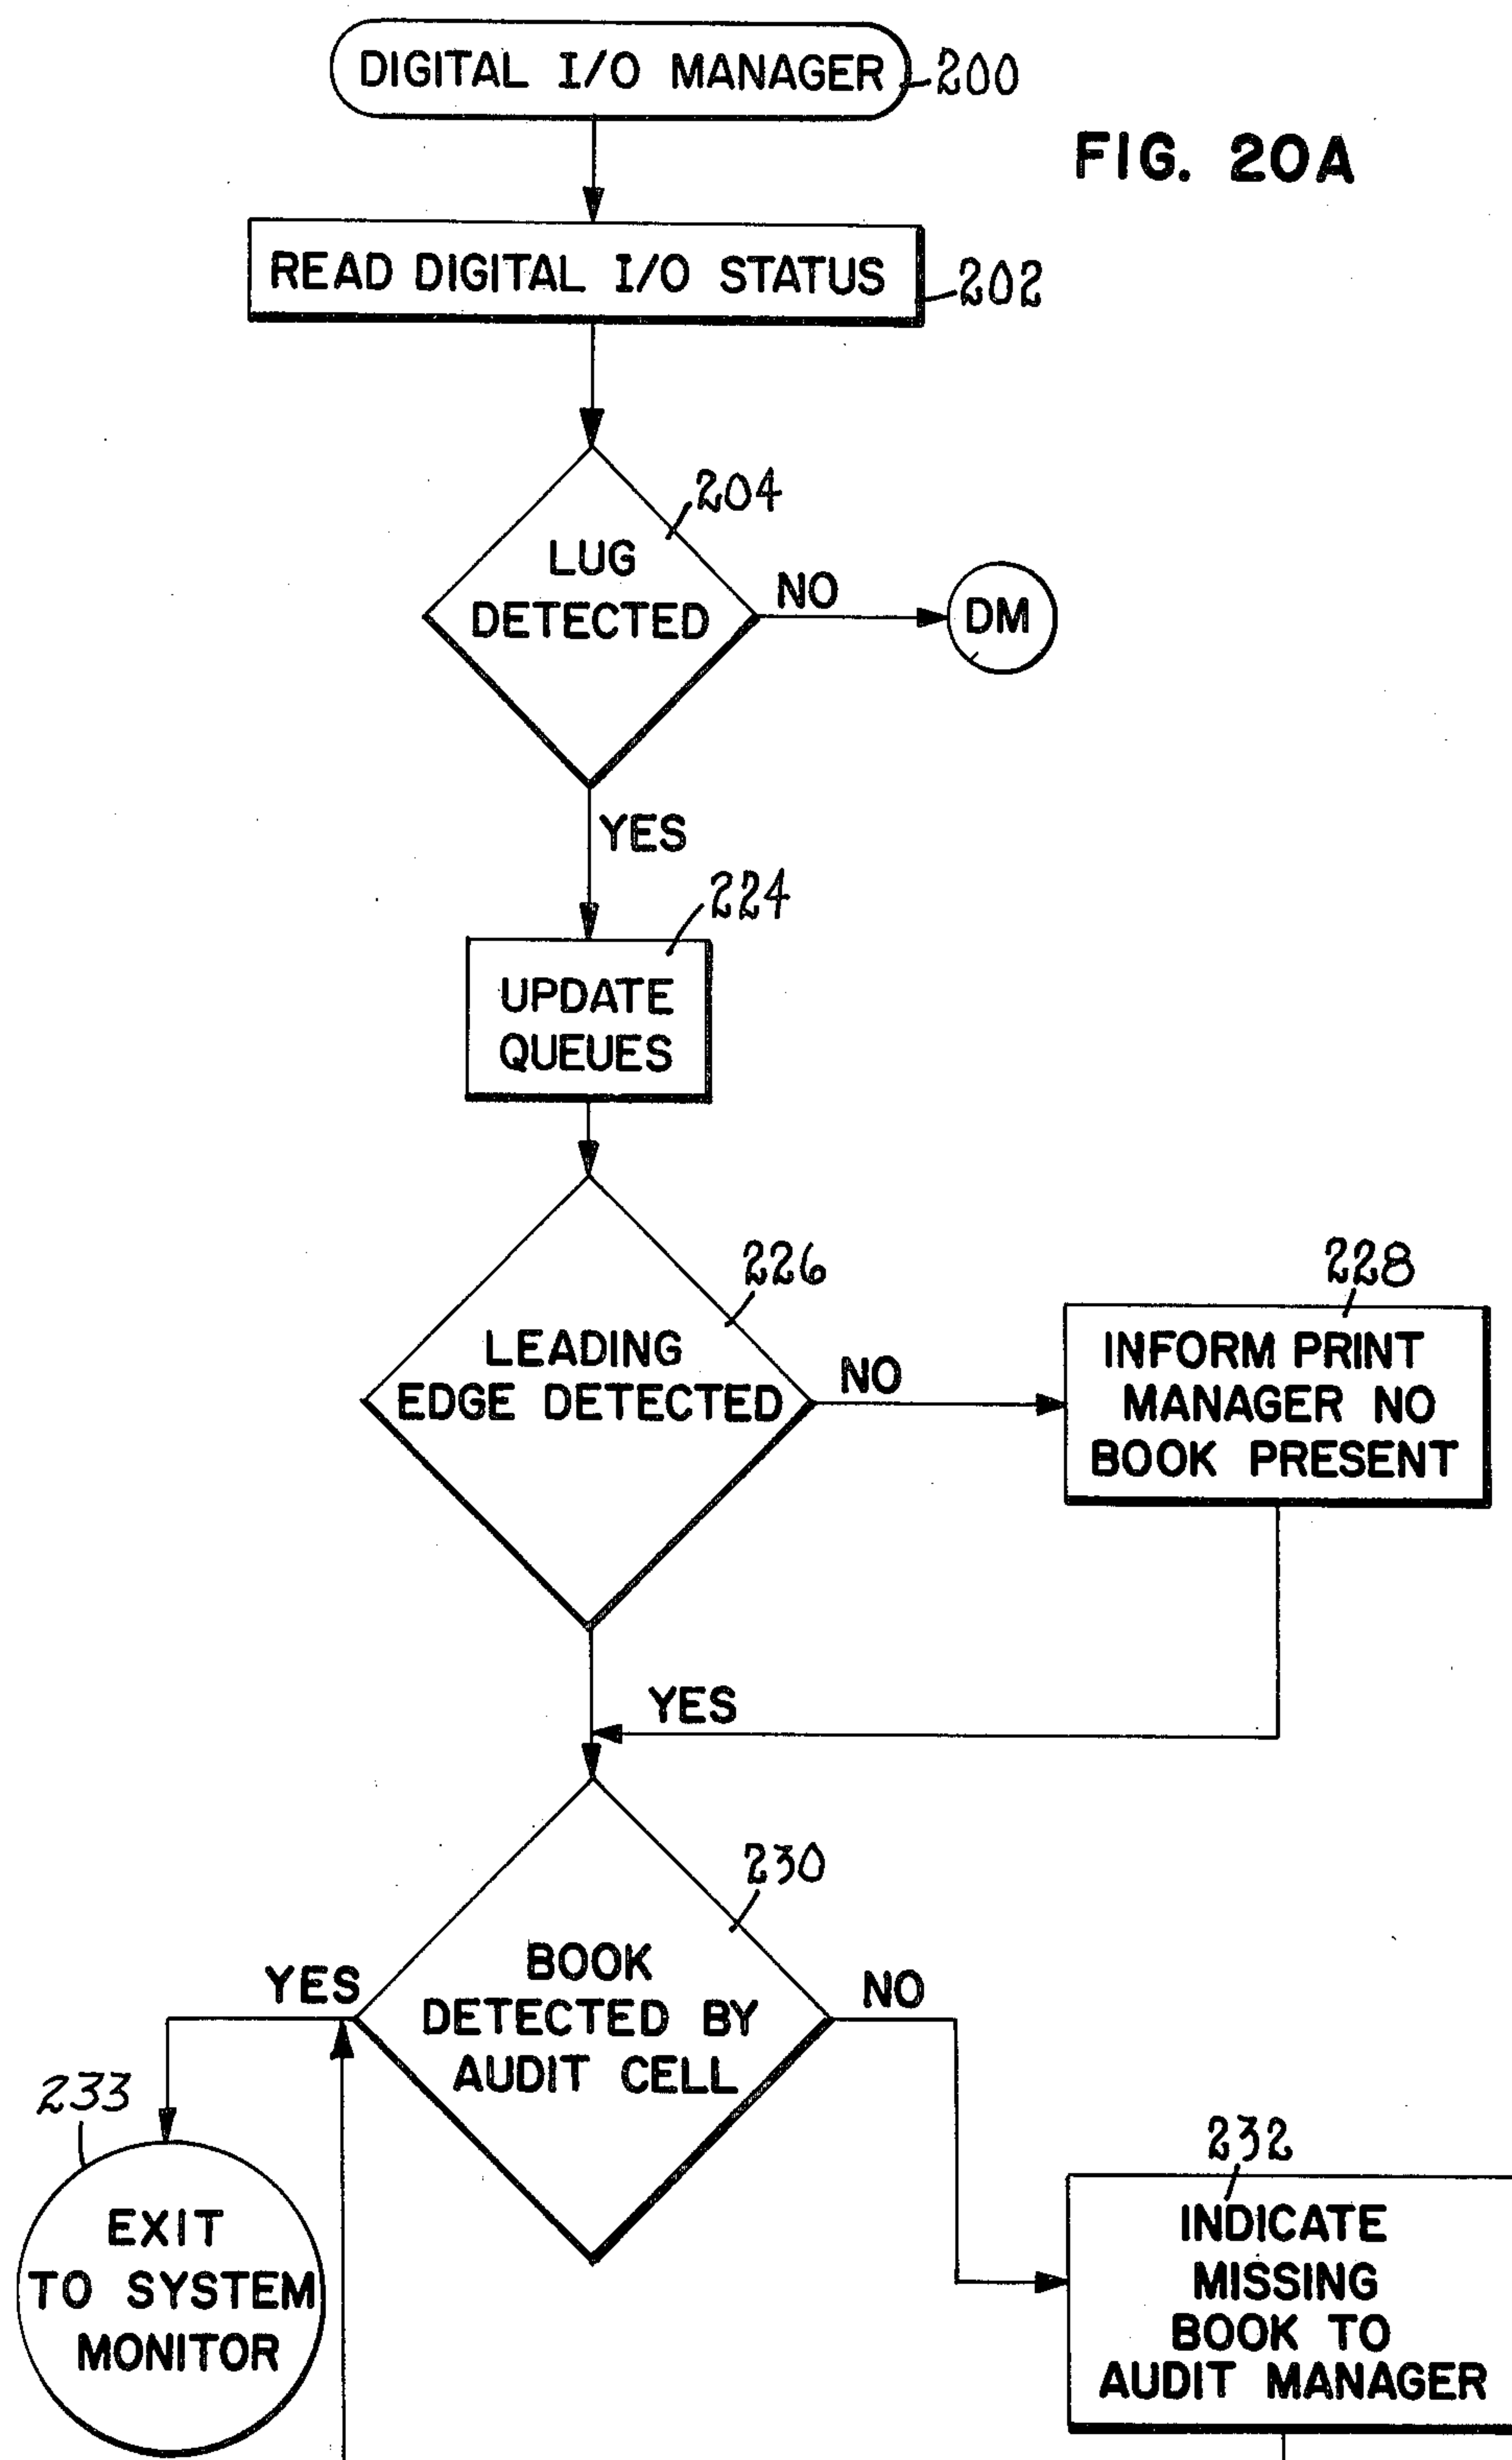 DIGITAL I/O MANAGER
200
FIG. 20A
READ DIGITAL I/O STATUS
202
204
LUG
DETECTED
NO
DM
YES
224
UPDATE
QUEUES
226
LEADING
EDGE DETECTED
NO
228
INFORM PRINT
MANAGER NO
BOOK PRESENT
YES
230
BOOK
DETECTED BY
AUDIT CELL
YES
NO
233
EXIT
TO SYSTEM
MONITOR
232
INDICATE
MISSING
BOOK TO
AUDIT MANAGER